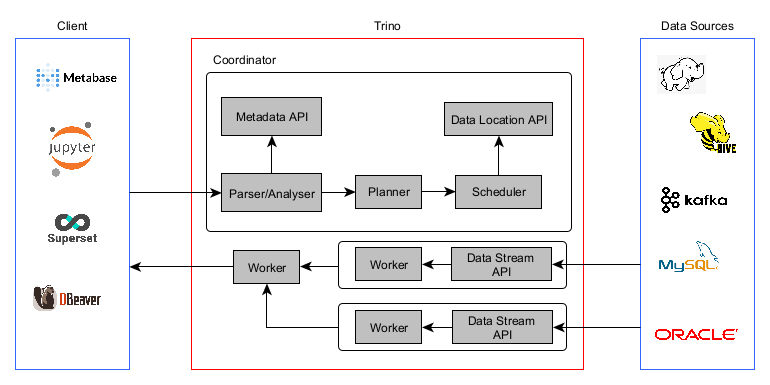 Client
Trino
Data Sources
Metabase
jupyter
Superset
DBeaver
Coordinator
Metadata API
Data Location API
Parser/Analyser
Planner
Scheduler
Worker
Worker
Data Stream
API
Worker
Data Stream
API
HIVE
kafka
MySQL
ORACLE